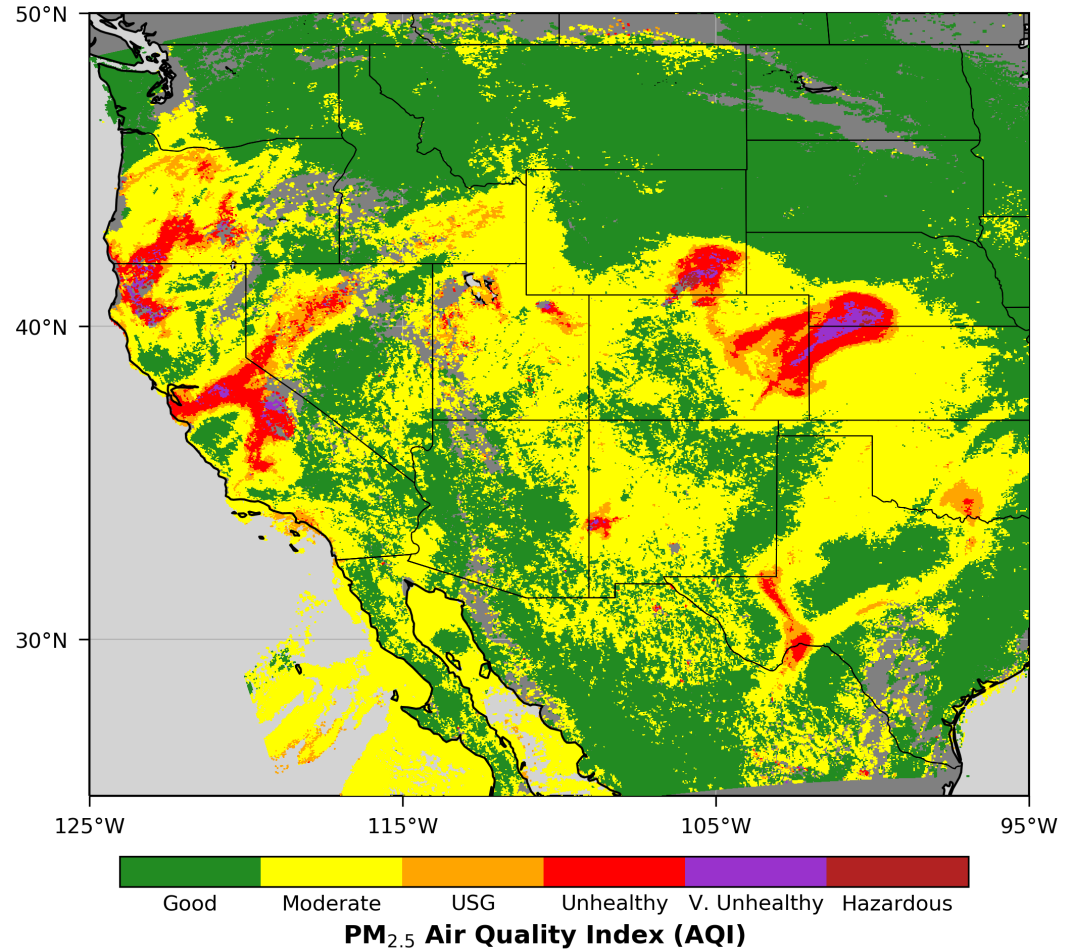 50°N
40°N
30°N
125°W 115°W 105°W 95°W
Good Moderate USG Unhealthy V. Unhealthy Hazardous
PM2.5 Air Quality Index (AQI)